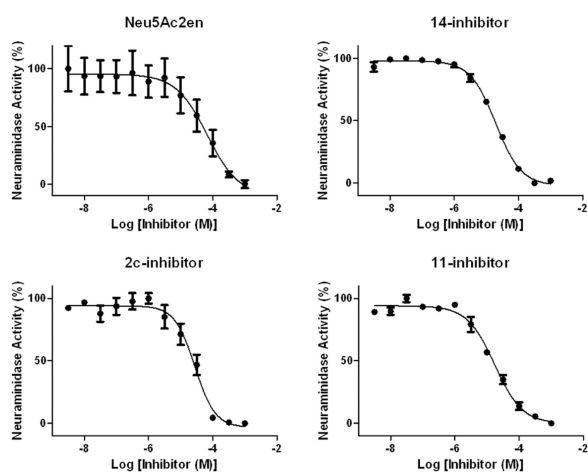 Neu5Ac2en
Neuraminidase Activity (%)
100
50
0
-8
-6
-4
-2
Log [Inhibitor (M)]
14-inhibitor
Neuraminidase Activity (%)
100
50
0
-8
-6
-4
-2
Log [Inhibitor (M)]
2c-inhibitor
Neuraminidase Activity (%)
100
50
0
-8
-6
-4
-2
Log [Inhibitor (M)]
11-inhibitor
Neuraminidase Activity (%)
100
50
0
-8
-6
-4
-2
Log [Inhibitor (M)]